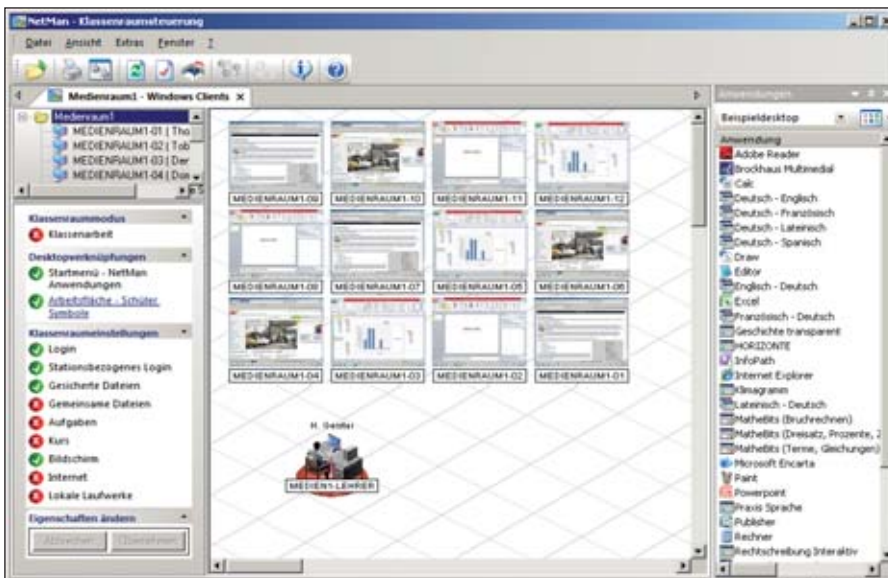 NetMan - Klassenraumsteuerung
Datei Ansicht Extras Fenster ?
Medienraum1 - Windows Clients
Medienraum1
MEDIENRAUM1-01 | Tho
MEDIENRAUM1-02 | Tob
MEDIENRAUM1-03 | Der
MEDIENRAUM1-04 | Dom
Klassenraummodus
Klassenarbeit
Desktopverknüpfungen
Startmenü - NetMan
Anwendungen
Arbeitsfläche - Schüler
Symbole
Klassenraumeinstellungen
Login
Stationsbezogenes Login
Gesicherte Dateien
Gemeinsame Dateien
Aufgaben
Kurs
Bildschirm
Internet
Lokale Laufwerke
Eigenschaften ändern
Abbrechen Übernehmen
MEDIENRAUM1-09 MEDIENRAUM1-10 MEDIENRAUM1-11 MEDIENRAUM1-12
MEDIENRAUM1-08 MEDIENRAUM1-07 MEDIENRAUM1-05 MEDIENRAUM1-06
MEDIENRAUM1-04 MEDIENRAUM1-03 MEDIENRAUM1-02 MEDIENRAUM1-01
MEDIEN1-LEHRER
Anwendungen
Beispieldesktop
Anwendung
Adobe Reader
Brockhaus Multimedial
Calc
Deutsch - Englisch
Deutsch - Französisch
Deutsch - Lateinisch
Deutsch - Spanisch
Draw
Editor
Englisch - Deutsch
Excel
Französisch - Deutsch
Geschichte transparent
HORIZONTE
InfoPath
Internet Explorer
Klimagramm
Lateinisch - Deutsch
MatheBits (Bruchrechnen)
MatheBits (Dreisatz, Prozente, Z
MatheBits (Terme, Gleichungen)
Microsoft Encarta
Paint
Powerpoint
Praxis Sprache
Publisher
Rechner
Rechtschreibung Interaktiv